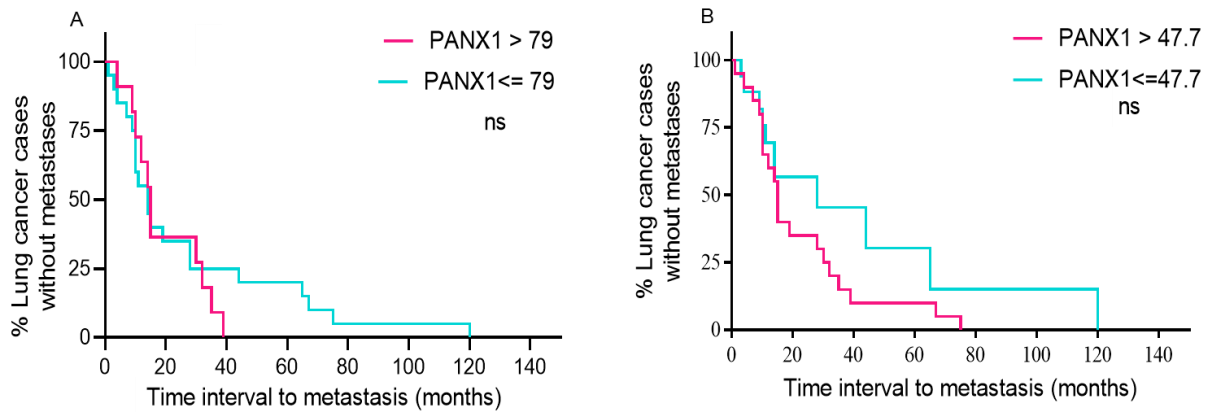 A
PANX1 > 79
PANX1<= 79
ns
% Lung cancer cases
without metastases
100
75
50
25
0
0 20 40 60 80 100 120 140
Time interval to metastasis (months)
B
PANX1 > 47.7
PANX1<=47.7
ns
% Lung cancer cases
without metastases
100
75
50
25
0
0 20 40 60 80 100 120 140
Time interval to metastasis (months)